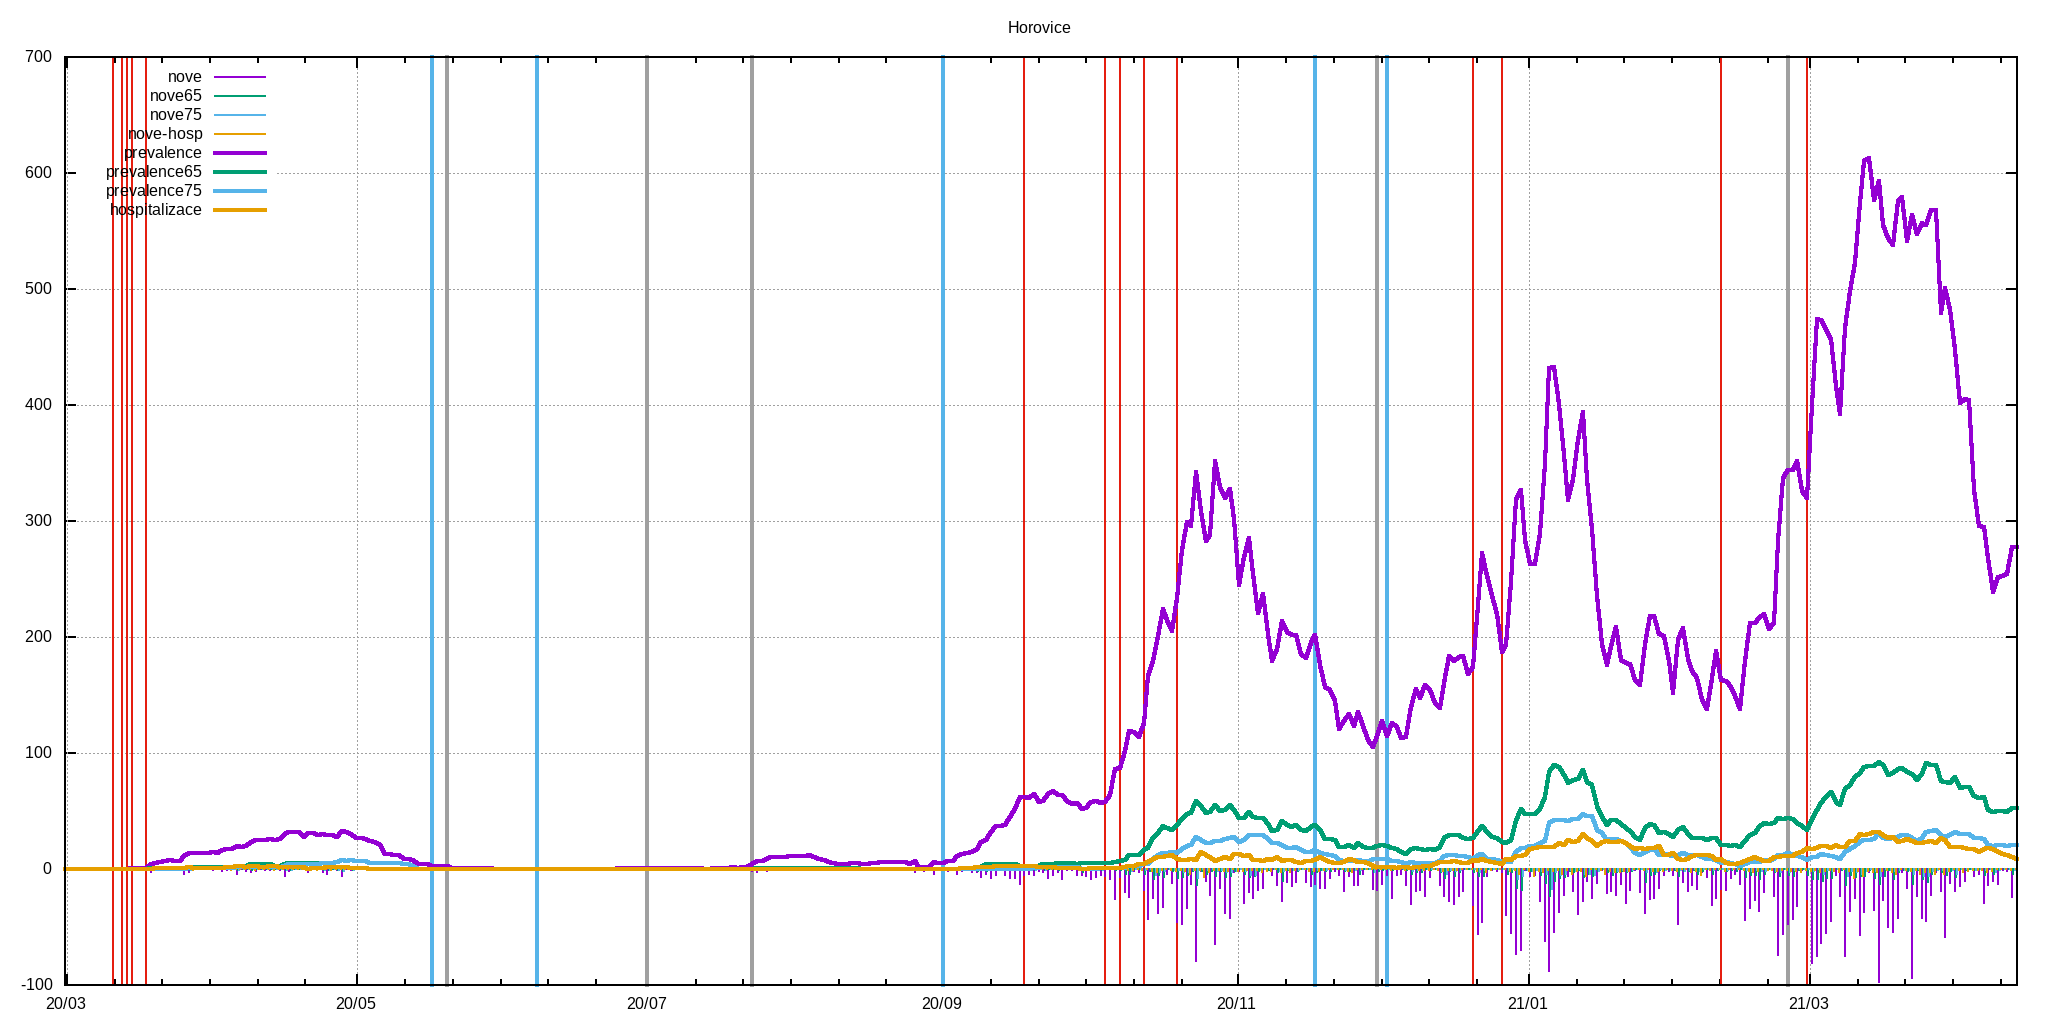 Horovice
700
600
500
400
300
200
100
0
-100
nove
nove65
nove75
nove-hosp
prevalence
prevalence65
prevalence75
hospitalizace
20/03 20/05 20/07 20/09 20/11 21/01 21/03